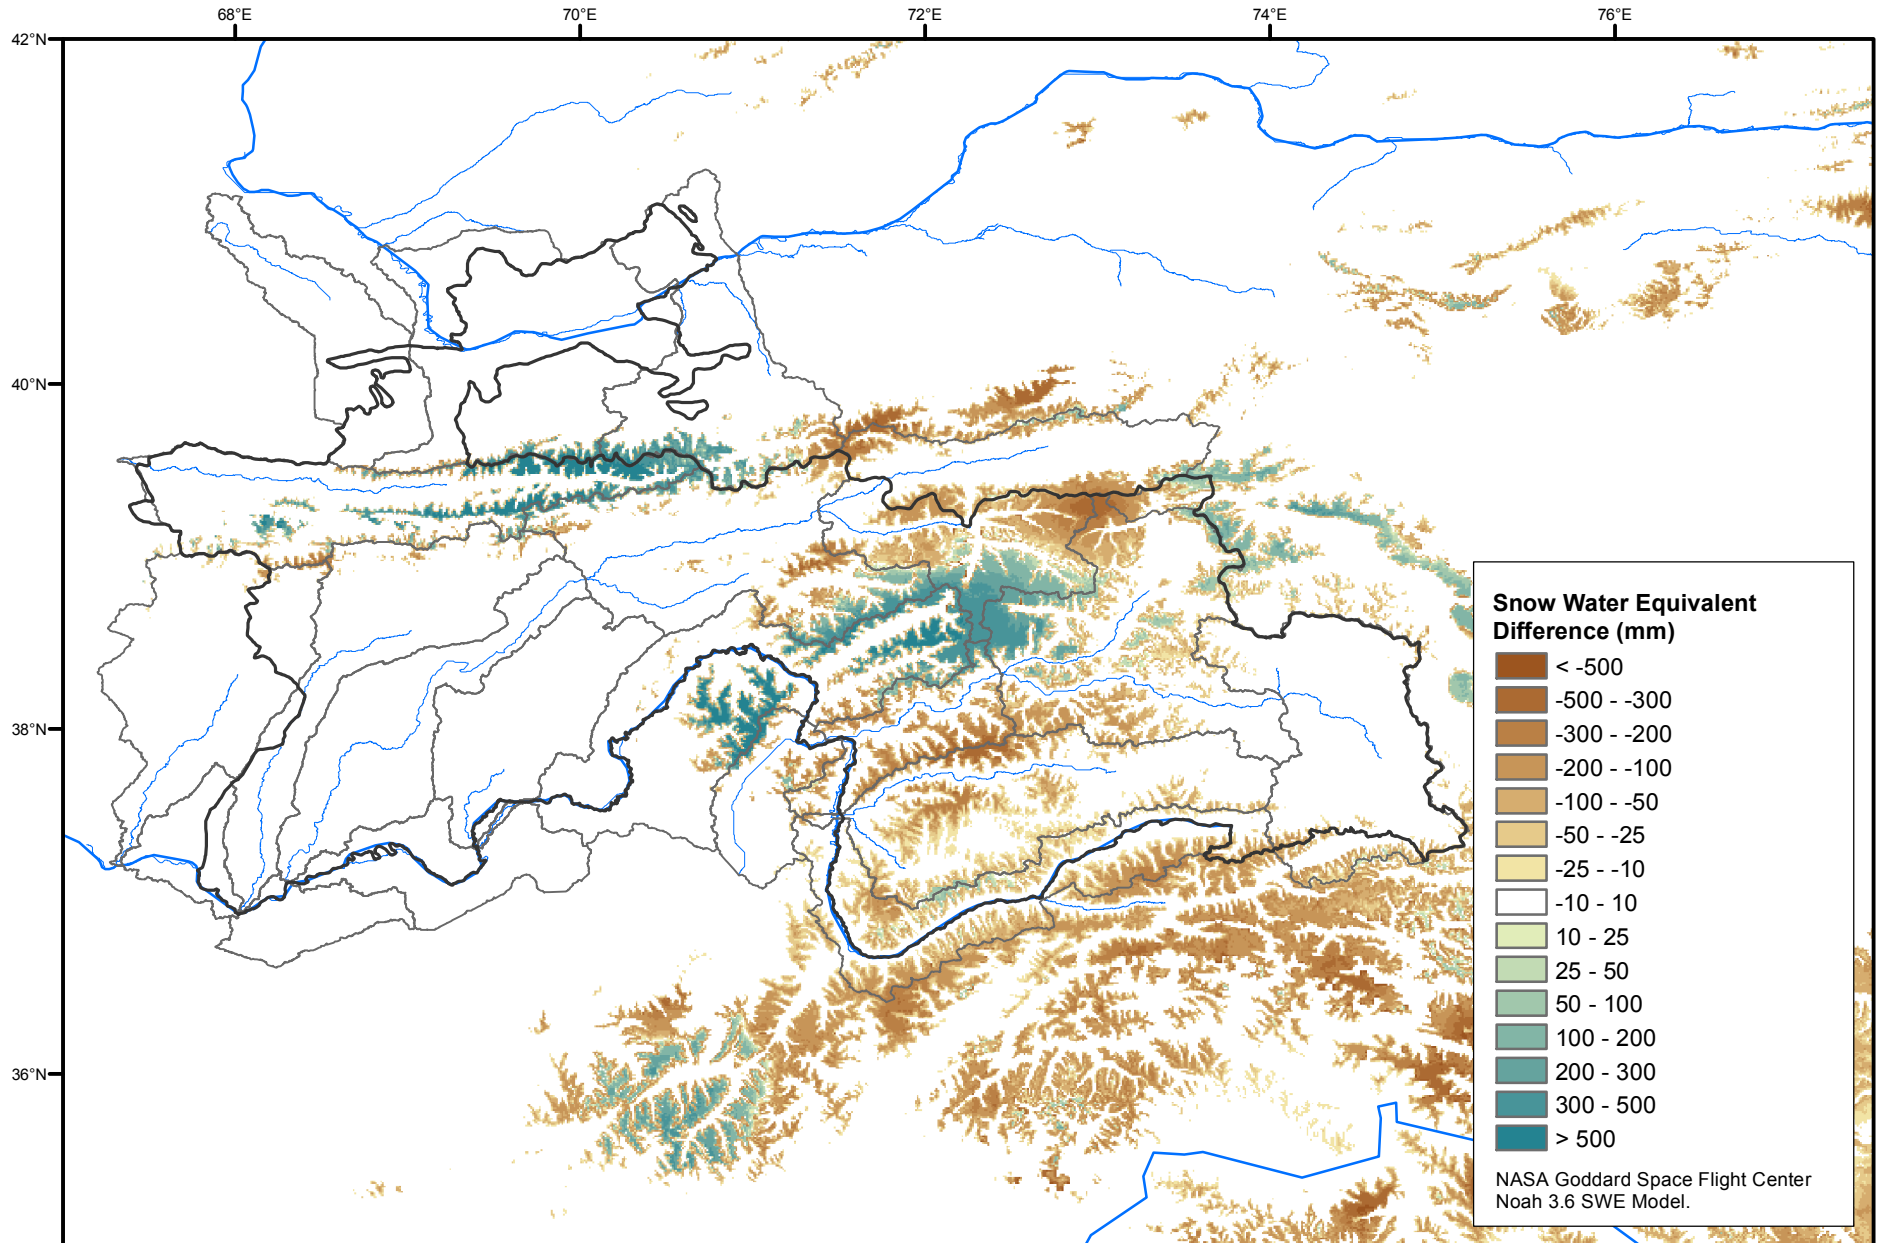 68°E 70°E 72°E 74°E 76°E
42°N
40°N
38°N
36°N
Snow Water Equivalent
Difference (mm)
< -500
-500 - -300
-300 - -200
-200 - -100
-100 - -50
-50 - -25
-25 - -10
-10 - 10
10 - 25
25 - 50
50 - 100
100 - 200
200 - 300
300 - 500
> 500
NASA Goddard Space Flight Center
Noah 3.6 SWE Model.